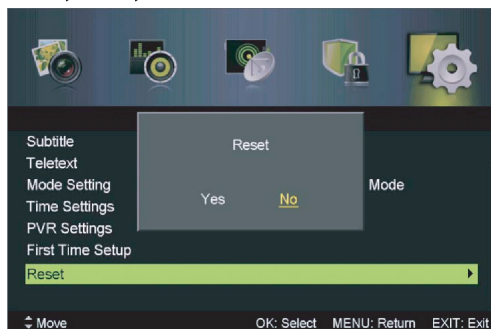 Reset
Yes No
Subtitle
Teletext
Mode Setting Mode
Time Settings
PVR Settings
First Time Setup
Reset
Move OK: Select MENU: Return EXIT: Exit